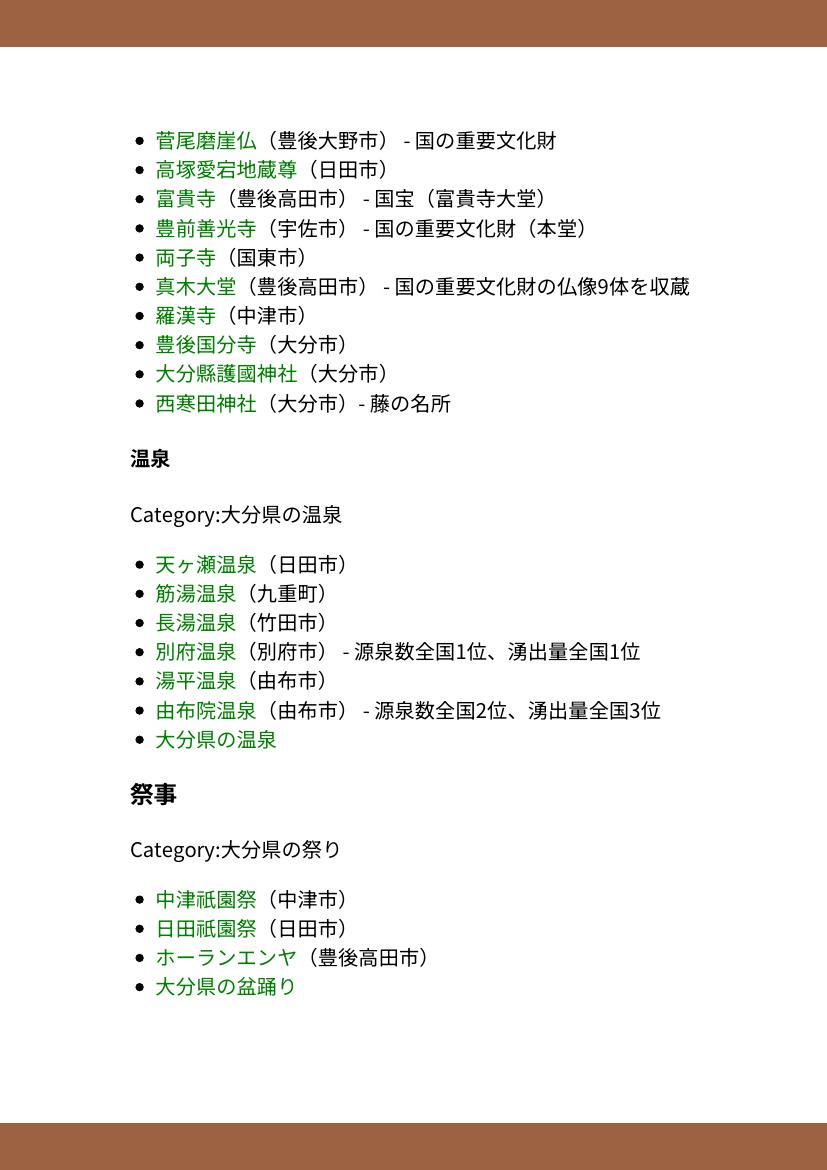 菅尾磨崖仏（豊後大野市） - 国の重要文化財
高塚愛宕地蔵尊（日田市）
富貴寺（豊後高田市） - 国宝（富貴寺大堂）
豊前善光寺（宇佐市） - 国の重要文化財（本堂）
両子寺（国東市）
真木大堂（豊後高田市） - 国の重要文化財の仏像9体を収蔵
羅漢寺（中津市）
豊後国分寺（大分市）
大分縣護國神社（大分市）
西寒田神社（大分市）- 藤の名所
温泉
Category:大分県の温泉
天ヶ瀬温泉（日田市）
筋湯温泉（九重町）
長湯温泉（竹田市）
別府温泉（別府市） - 源泉数全国1位、湧出量全国1位
湯平温泉（由布市）
由布院温泉（由布市） - 源泉数全国2位、湧出量全国3位
大分県の温泉
祭事
Category:大分県の祭り
中津祇園祭（中津市）
日田祇園祭（日田市）
ホーランエンヤ（豊後高田市）
大分県の盆踊り